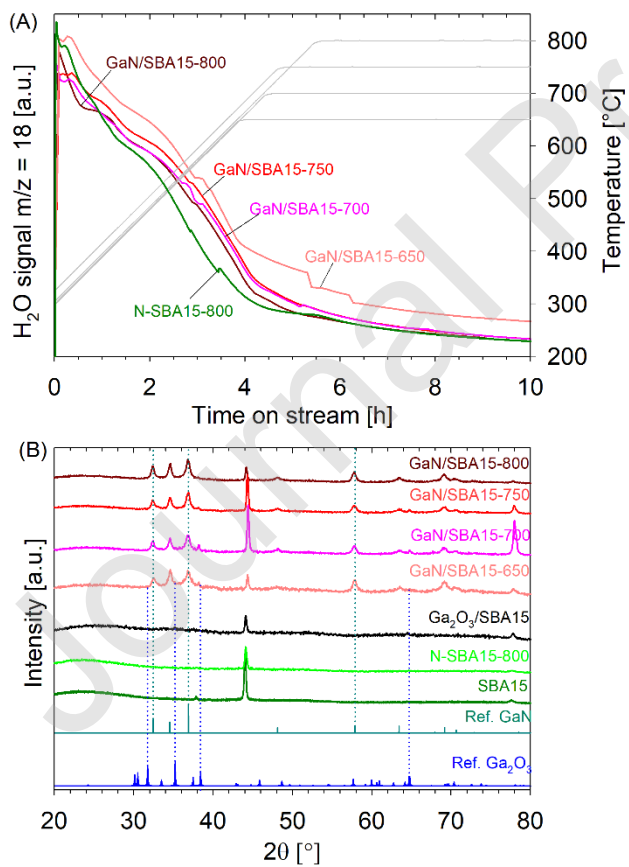 (A)
H₂O signal m/z = 18 [a.u.]
GaN/SBA15-800
GaN/SBA15-750
GaN/SBA15-700
GaN/SBA15-650
N-SBA15-800
800
700
600
500
400
300
200
Temperature [°C]
0 2 4 6 8 10
Time on stream [h]
(B)
Intensity [a.u.]
GaN/SBA15-800
GaN/SBA15-750
GaN/SBA15-700
GaN/SBA15-650
Ga₂O₃/SBA15
N-SBA15-800
SBA15
Ref. GaN
Ref. Ga₂O₃
20 30 40 50 60 70 80
2θ [°]
Journal Pr